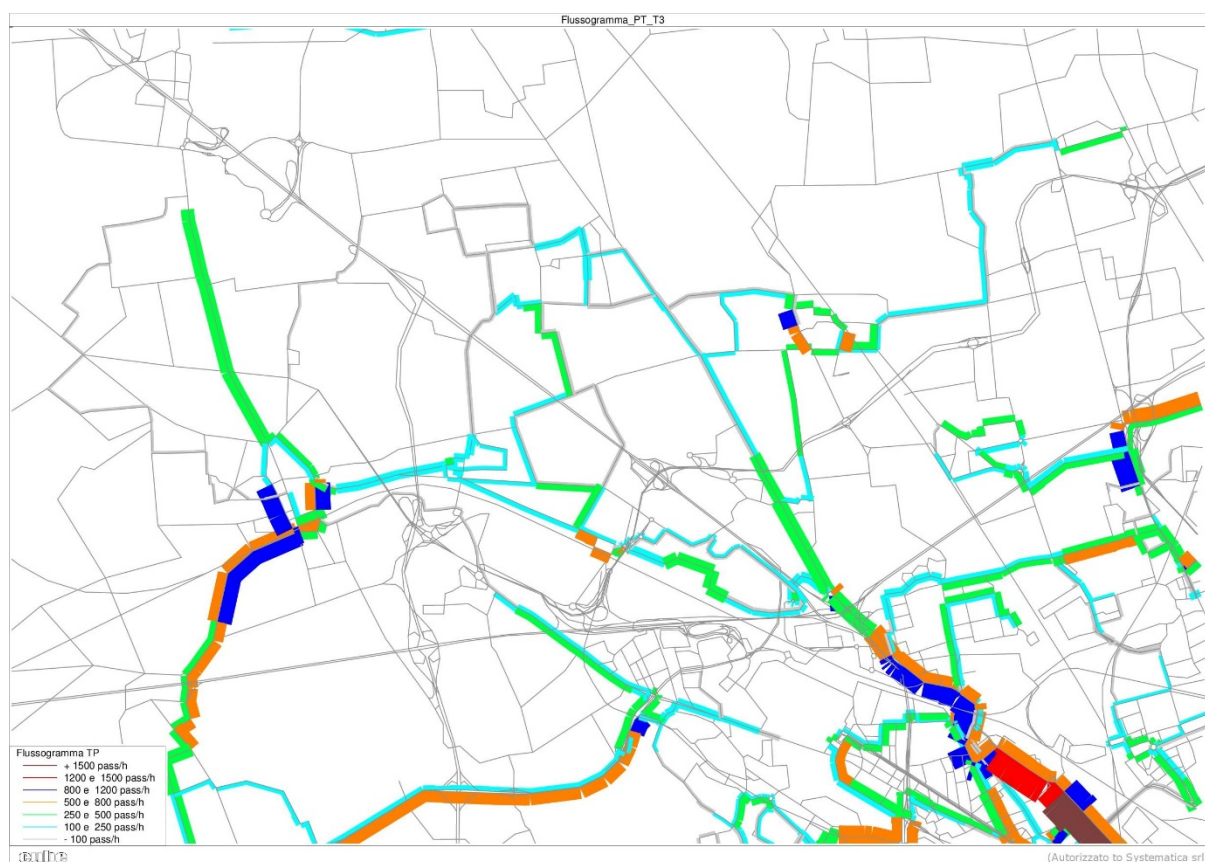 Flussogramma_PT_T3
Flussogramma TP
+ 1500 pass/h
1200 e 1500 pass/h
800 e 1200 pass/h
500 e 800 pass/h
250 e 500 pass/h
100 e 250 pass/h
- 100 pass/h
(Autorizzato to Systematica srl